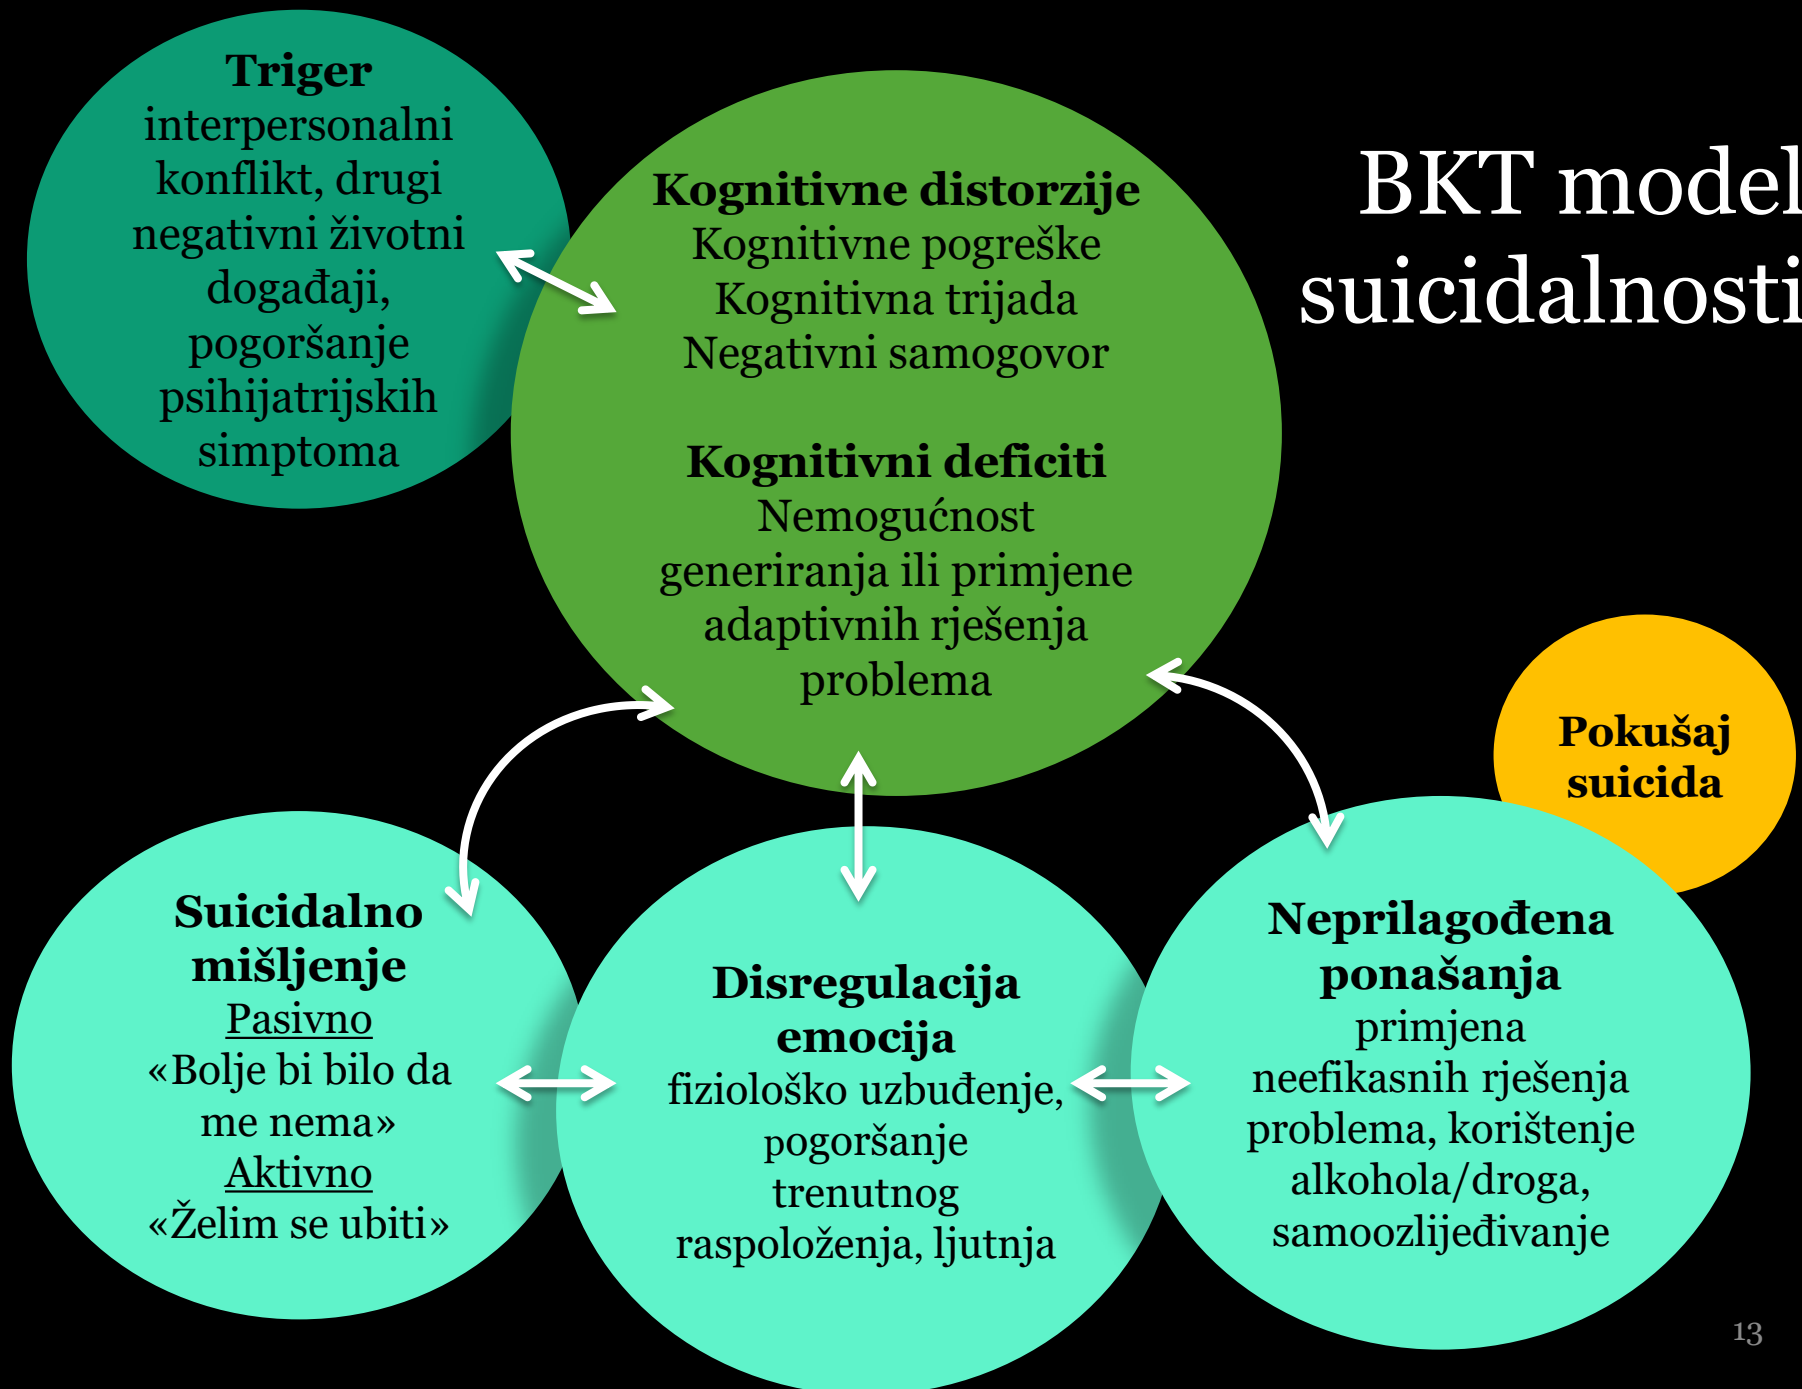 Triger
interpersonalni
konflikt, drugi
negativni životni
događaji,
pogoršanje
psihijatrijskih
simptoma
Kognitivne distorzije
Kognitivne pogreške
Kognitivna trijada
Negativni samogovor
Kognitivni deficiti
Nemogućnost
generiranja ili primjene
adaptivnih rješenja
problema
BKT model
suicidalnosti
Pokušaj
suicida
Suicidalno
mišljenje
Pasivno
«Bolje bi bilo da
me nema»
Aktivno
«Želim se ubiti»
Disregulacija
emocija
fiziološko uzbuđenje,
pogoršanje
trenutnog
raspoloženja, ljutnja
Neprilagođena
ponašanja
primjena
neefikasnih rješenja
problema, korištenje
alkohola/droga,
samoozlijeđivanje
13